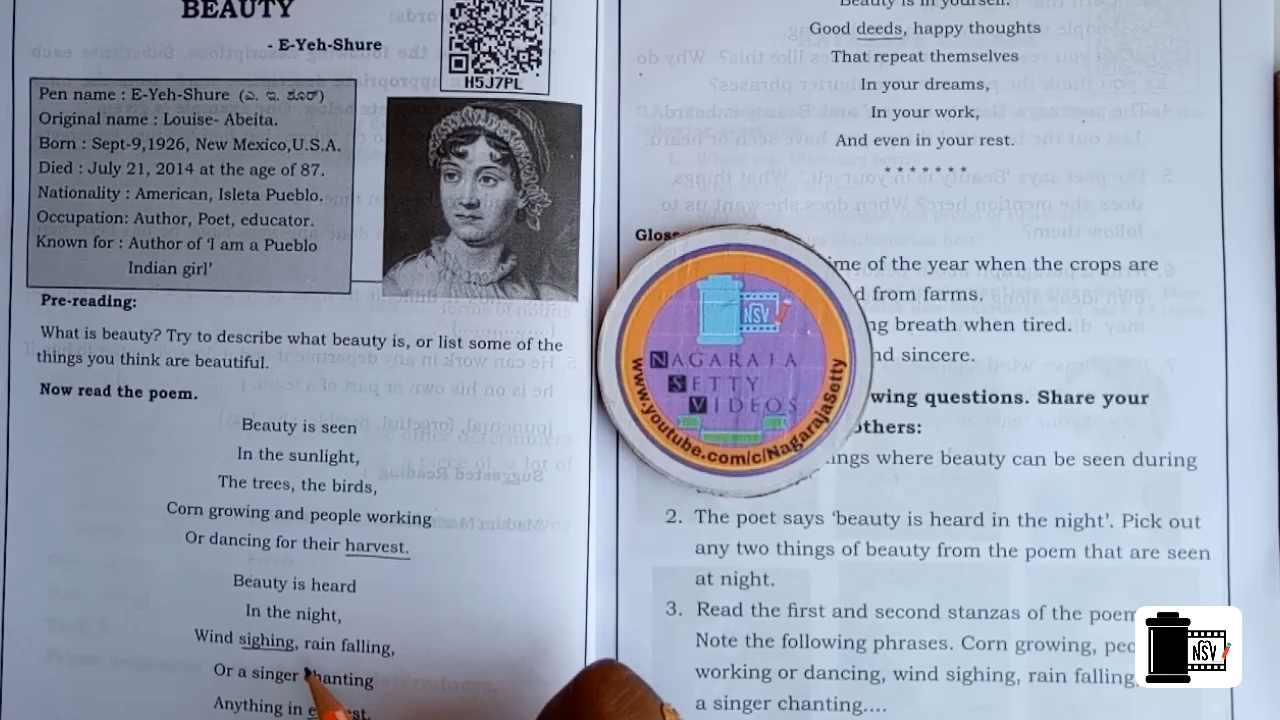 BEAUTY
- E-Yeh-Shure
H5J7PL
Pen name : E-Yeh-Shure (ಎ. ಇ. ಶೂರ್)
Original name : Louise- Abeita.
Born : Sept-9,1926, New Mexico,U.S.A.
Died : July 21, 2014 at the age of 87.
Nationality : American, Isleta Pueblo.
Occupation: Author, Poet, educator.
Known for : Author of 'I am a Pueblo
Indian girl'
Pre-reading:
What is beauty? Try to describe what beauty is, or list some of the
things you think are beautiful.
Now read the poem.
Beauty is seen
In the sunlight,
The trees, the birds,
Corn growing and people working
Or dancing for their harvest.
Beauty is heard
In the night,
Wind sighing, rain falling,
Or a singer chanting
Anything in
Beauty is in yourself.
Good deeds, happy thoughts
That repeat themselves
In your dreams,
In your work,
And even in your rest.
*******
of the year when the crops are
from farms.
breath when tired.
sincere.
questions. Share your
others:
where beauty can be seen during
2. The poet says 'beauty is heard in the night'. Pick out
any two things of beauty from the poem that are seen
at night.
3. Read the first and second stanzas of the poem
Note the following phrases. Corn growing,
working or dancing, wind sighing, rain falling,
a singer chanting....
NAGARAJA
SETTY
VIDEOS
NSV
www.youtube.com/c/NagarajaSetty
NSV